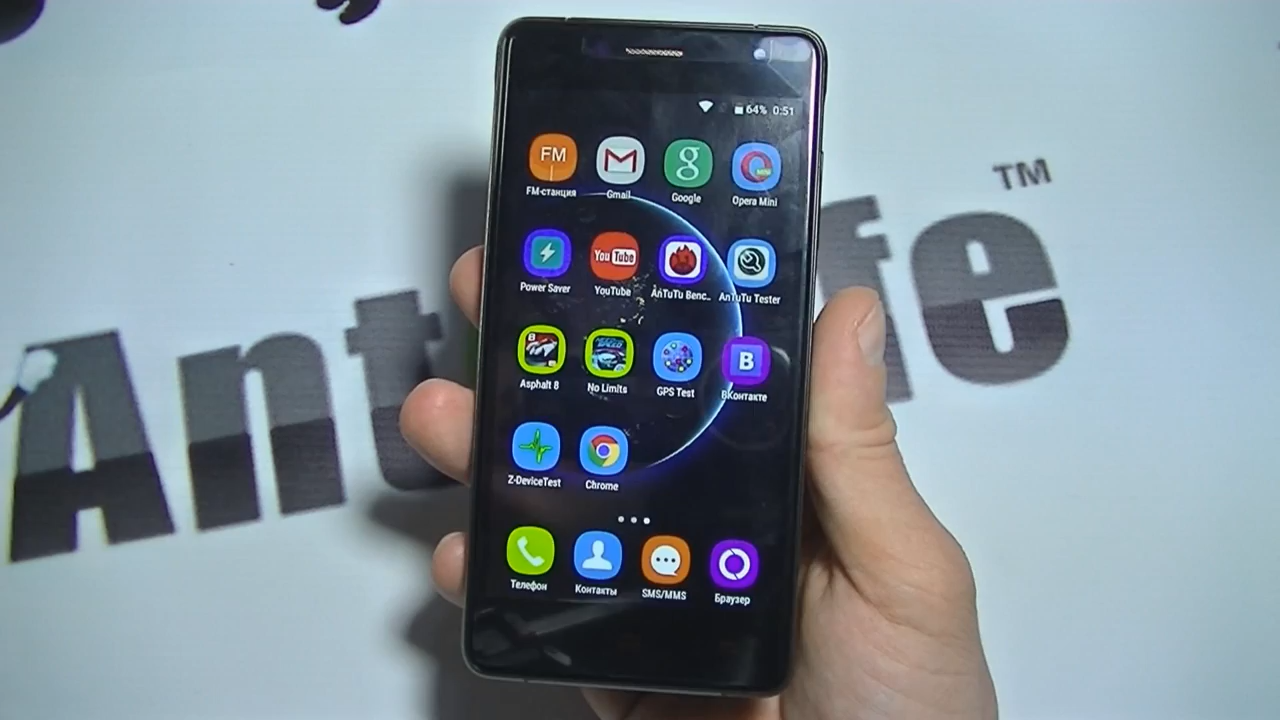 TM
Ant fe
64% 0:51
FM
FM-станция Gmail Google Opera Mini
You Tube
Power Saver YouTube AnTuTu Benc.. AnTuTu Tester
B
Asphalt 8 No Limits GPS Test ВКонтакте
Z-DeviceTest Chrome
Телефон Контакты SMS/MMS Браузер